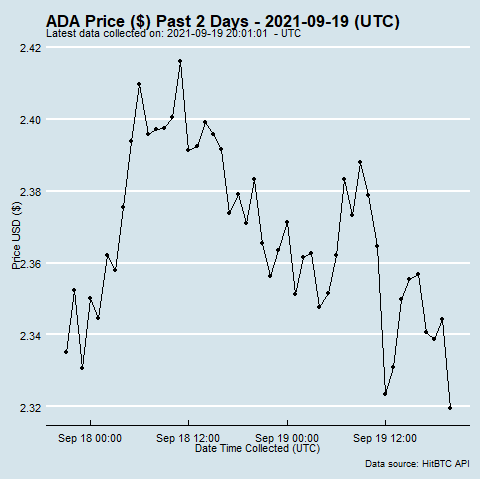 ADA Price ($) Past 2 Days - 2021-09-19 (UTC)
Latest data collected on: 2021-09-19 20:01:01 - UTC
2.42
2.40
2.38
2.36
2.34
2.32
Price USD ($)
Sep 18 00:00 Sep 18 12:00 Sep 19 00:00 Sep 19 12:00
Date Time Collected (UTC)
Data source: HitBTC API